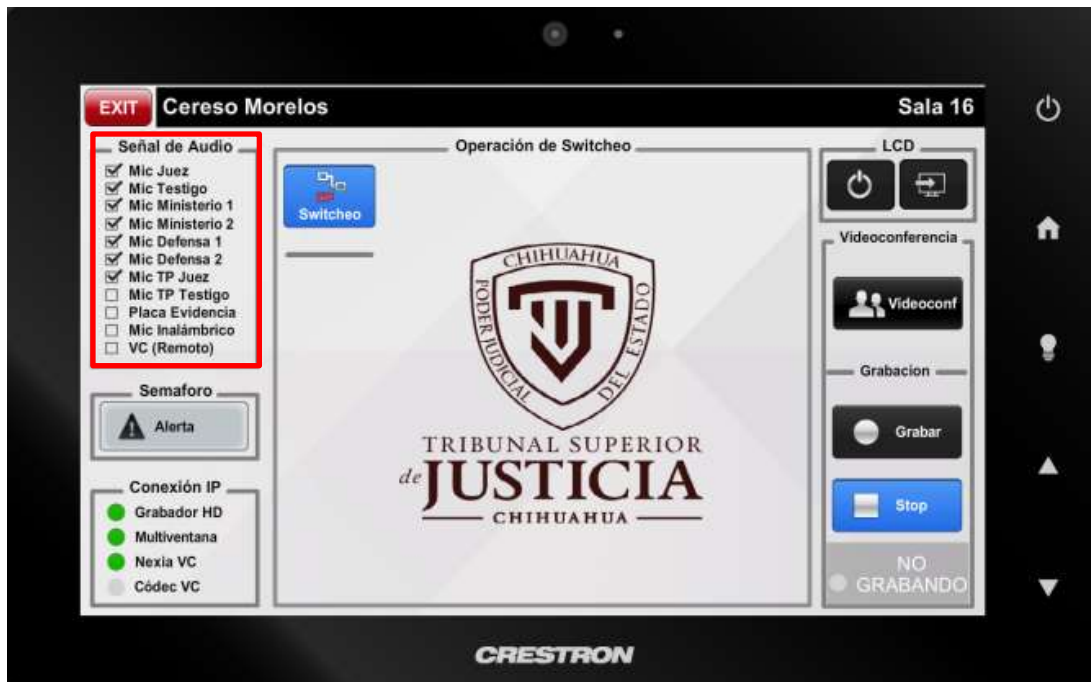 EXIT
Cereso Morelos
Sala 16
Señal de Audio
Mic Juez
Mic Testigo
Mic Ministerio 1
Mic Ministerio 2
Mic Defensa 1
Mic Defensa 2
Mic TP Juez
Mic TP Testigo
Placa Evidencia
Mic Inalámbrico
VC (Remoto)
Semaforo
Alerta
Conexión IP
Grabador HD
Multiventana
Nexia VC
Códec VC
Operación de Switcheo
Switcheo
CHIHUAHUA
PODER JUDICIAL DEL ESTADO
TRIBUNAL SUPERIOR
de JUSTICIA
CHIHUAHUA
LCD
Videoconferencia
Videoconf
Grabacion
Grabar
Stop
NO
GRABANDO
CRESTRON